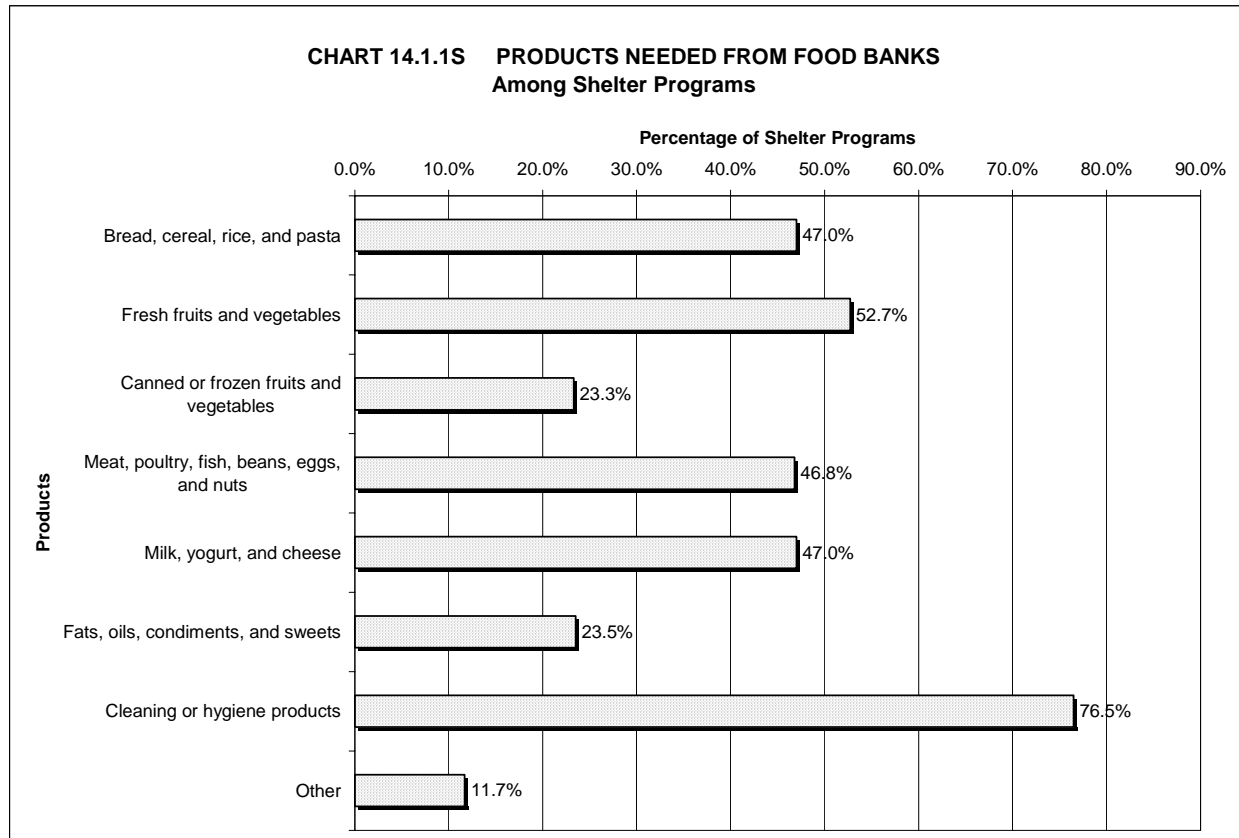 CHART 14.1.1S PRODUCTS NEEDED FROM FOOD BANKS
Among Shelter Programs
Percentage of Shelter Programs
0.0% 10.0% 20.0% 30.0% 40.0% 50.0% 60.0% 70.0% 80.0% 90.0%
Products
Bread, cereal, rice, and pasta 47.0%
Fresh fruits and vegetables 52.7%
Canned or frozen fruits and
vegetables 23.3%
Meat, poultry, fish, beans, eggs,
and nuts 46.8%
Milk, yogurt, and cheese 47.0%
Fats, oils, condiments, and sweets 23.5%
Cleaning or hygiene products 76.5%
Other 11.7%